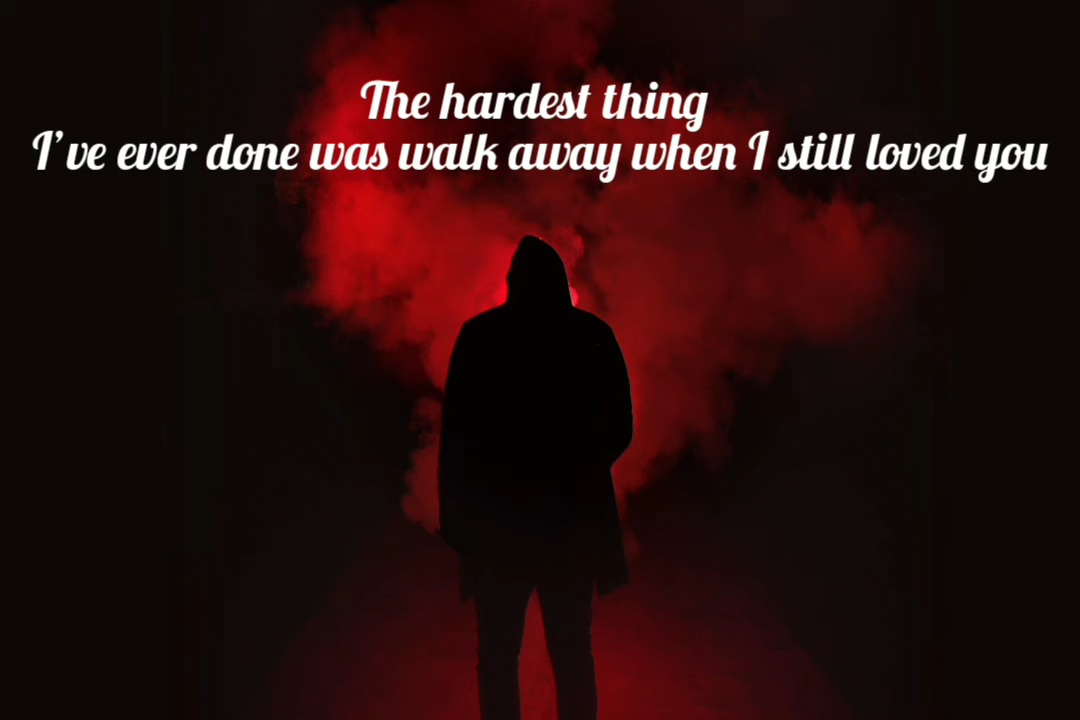 The hardest thing
I’ve ever done was walk away when I still loved you